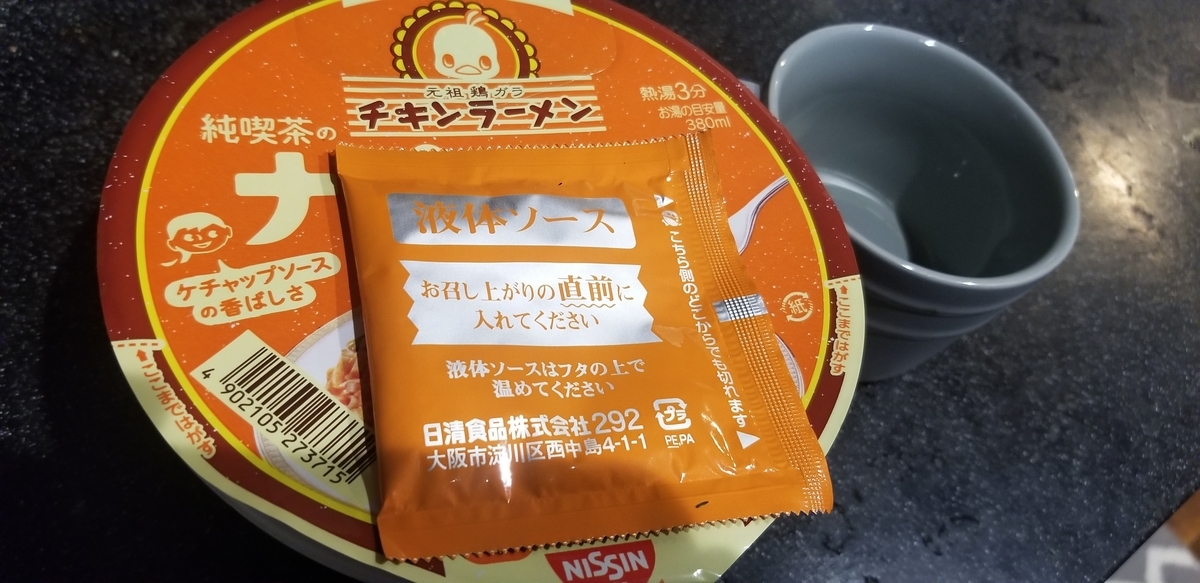 元祖鶏ガラ
チキンラーメン
熱湯3分
お湯の目安量
380ml
純喫茶の
ナ
ケチャップソース
の香ばしさ
ここまではがす
4 902105 273715
液体ソース
お召し上がりの直前に
入れてください
液体ソースはフタの上で
温めてください
日清食品株式会社292
大阪市淀川区西中島4-1-1
プラ
PE,PA
こちら側のどこからでも切れます
紙
ここまではがす
NISSIN